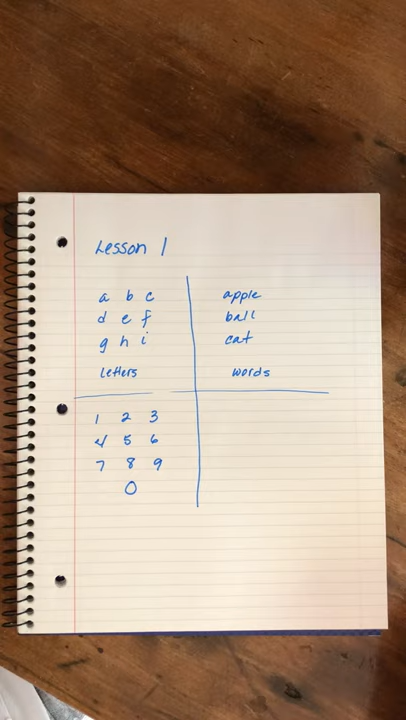 Lesson 1
a b c
d e f
g h i
letters
apple
ball
cat
words
1 2 3
4 5 6
7 8 9
0